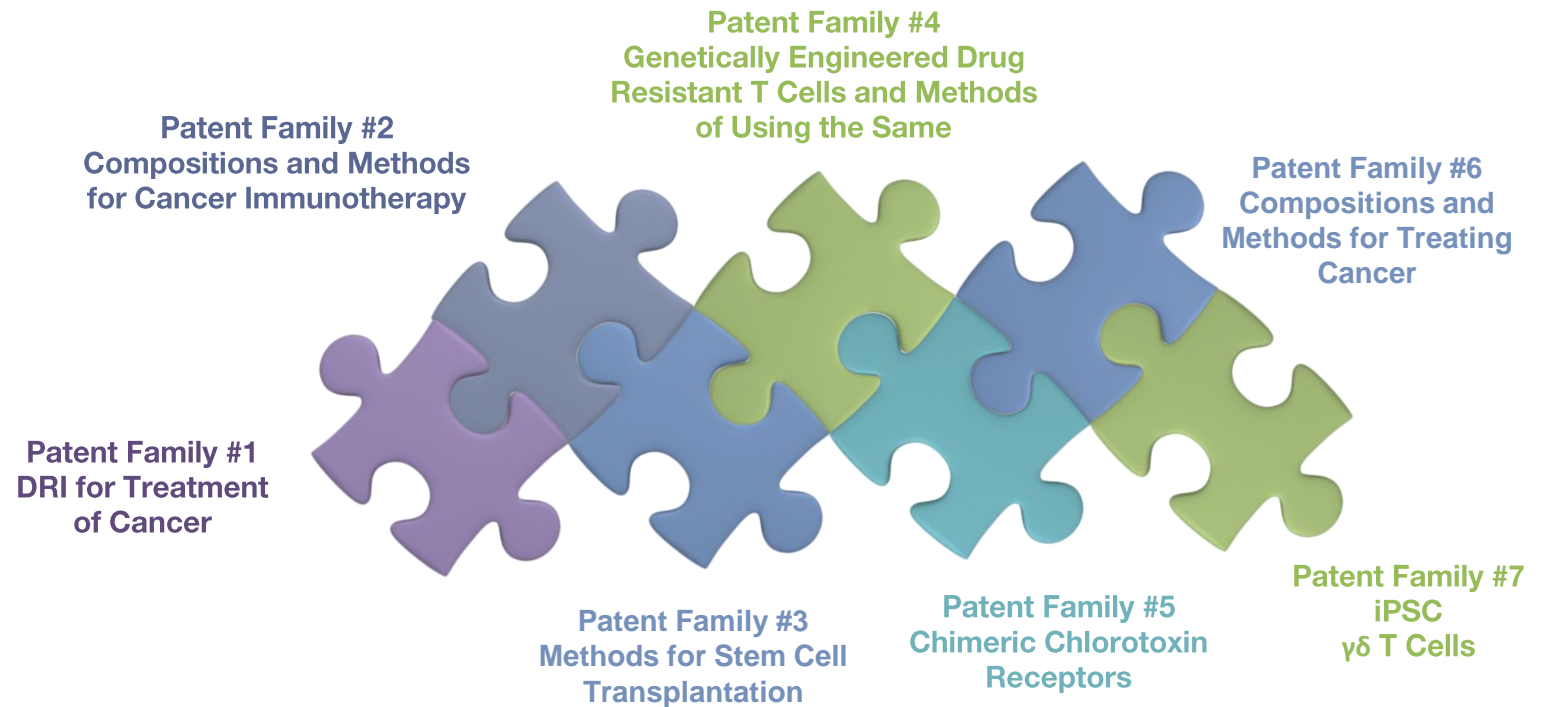 Patent Family #1
DRI for Treatment
of Cancer
Patent Family #2
Compositions and Methods
for Cancer Immunotherapy
Patent Family #3
Methods for Stem Cell
Transplantation
Patent Family #4
Genetically Engineered Drug
Resistant T Cells and Methods
of Using the Same
Patent Family #5
Chimeric Chlorotoxin
Receptors
Patent Family #6
Compositions and
Methods for Treating
Cancer
Patent Family #7
iPSC
γδ T Cells